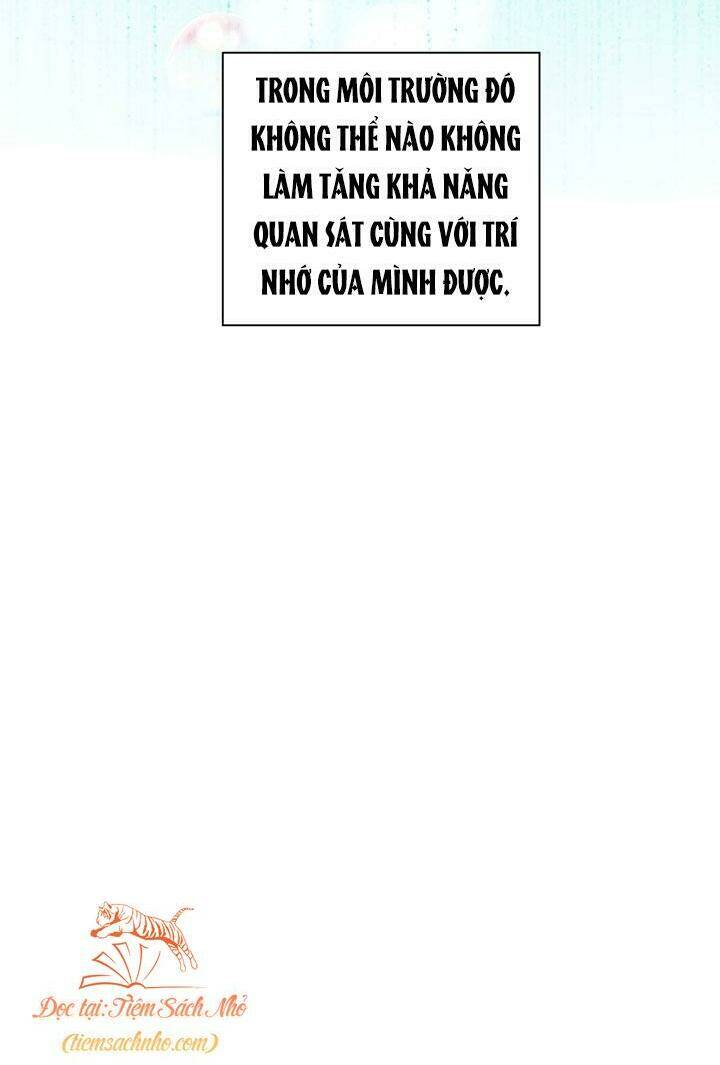 TRONG MÔI TRƯỜNG ĐÓ
KHÔNG THỂ NÀO KHÔNG
LÀM TĂNG KHẢ NĂNG
QUAN SÁT CÙNG VỚI TRÍ
NHỚ CỦA MÌNH ĐƯỢC.
Đọc tại: Tiệm Sách Nhỏ
(tiemsachnho.com)